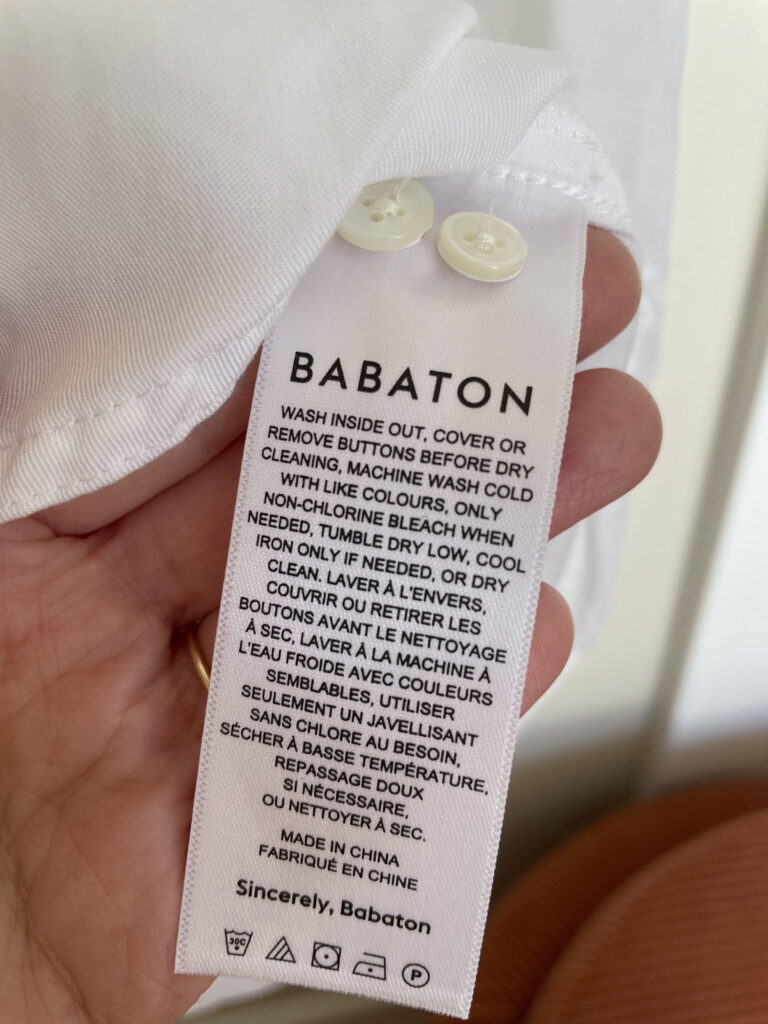 BABATON
WASH INSIDE OUT, COVER OR
REMOVE BUTTONS BEFORE DRY
CLEANING, MACHINE WASH COLD
WITH LIKE COLOURS, ONLY
NON-CHLORINE BLEACH WHEN
NEEDED, TUMBLE DRY LOW, COOL
IRON ONLY IF NEEDED, OR DRY
CLEAN. LAVER À L'ENVERS,
COUVRIR OU RETIRER LES
BOUTONS AVANT LE NETTOYAGE
À SEC, LAVER À LA MACHINE À
L'EAU FROIDE AVEC COULEURS
SEMBLABLES, UTILISER
SEULEMENT UN JAVELLISANT
SANS CHLORE AU BESOIN,
SÉCHER À BASSE TEMPÉRATURE,
REPASSAGE DOUX
SI NÉCESSAIRE,
OU NETTOYER À SEC.
MADE IN CHINA
FABRIQUÉ EN CHINE
Sincerely, Babaton
30C P